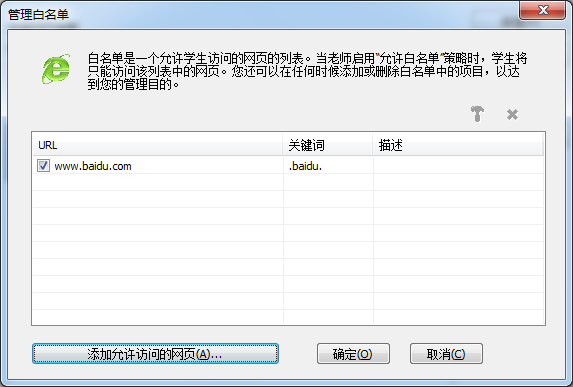 管理白名单
白名单是一个允许学生访问的网页的列表。当老师启用"允许白名单"策略时，学生将
只能访问该列表中的网页。您还可以在任何时候添加或删除白名单中的项目，以达
到您的管理目的。
URL 关键词 描述
www.baidu.com .baidu.
添加允许访问的网页(A)... 确定(O) 取消(C)